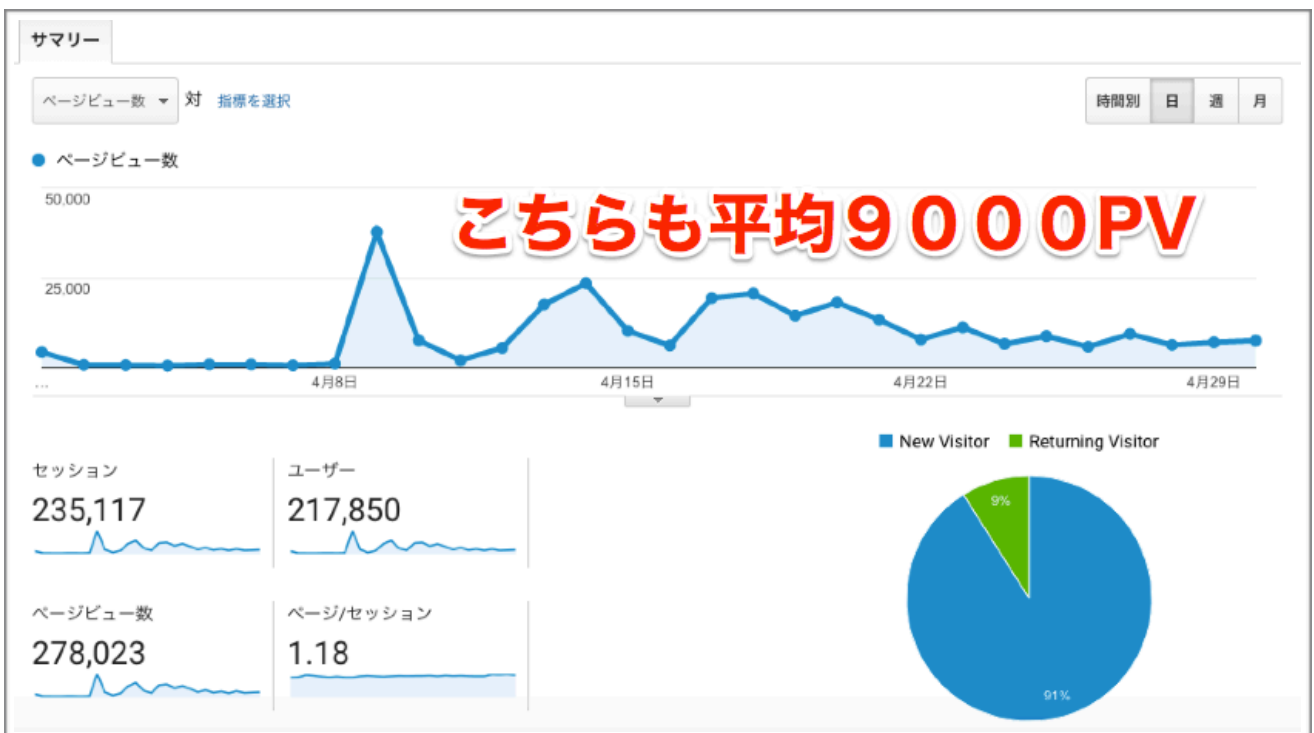 サマリー
ページビュー数 対 指標を選択
時間別 日 週 月
ページビュー数
50,000
こちらも平均９０００PV
25,000
... 4月8日 4月15日 4月22日 4月29日
New Visitor Returning Visitor
セッション ユーザー
235,117 217,850
9%
ページビュー数 ページ/セッション
278,023 1.18
91%